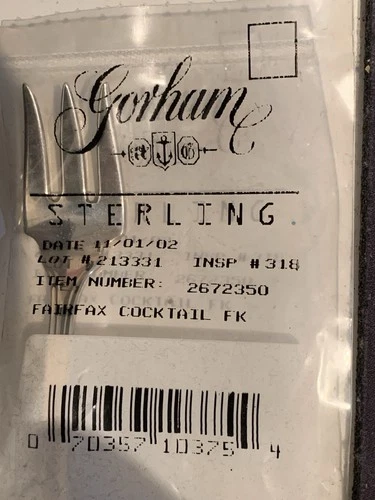 Gorham
STERLING.
DATE 11/01/02
LOT #213331 INSP #318
ITEM NUMBER: 2672350
FAIRFAX COCKTAIL FK
0 70357 10375 4